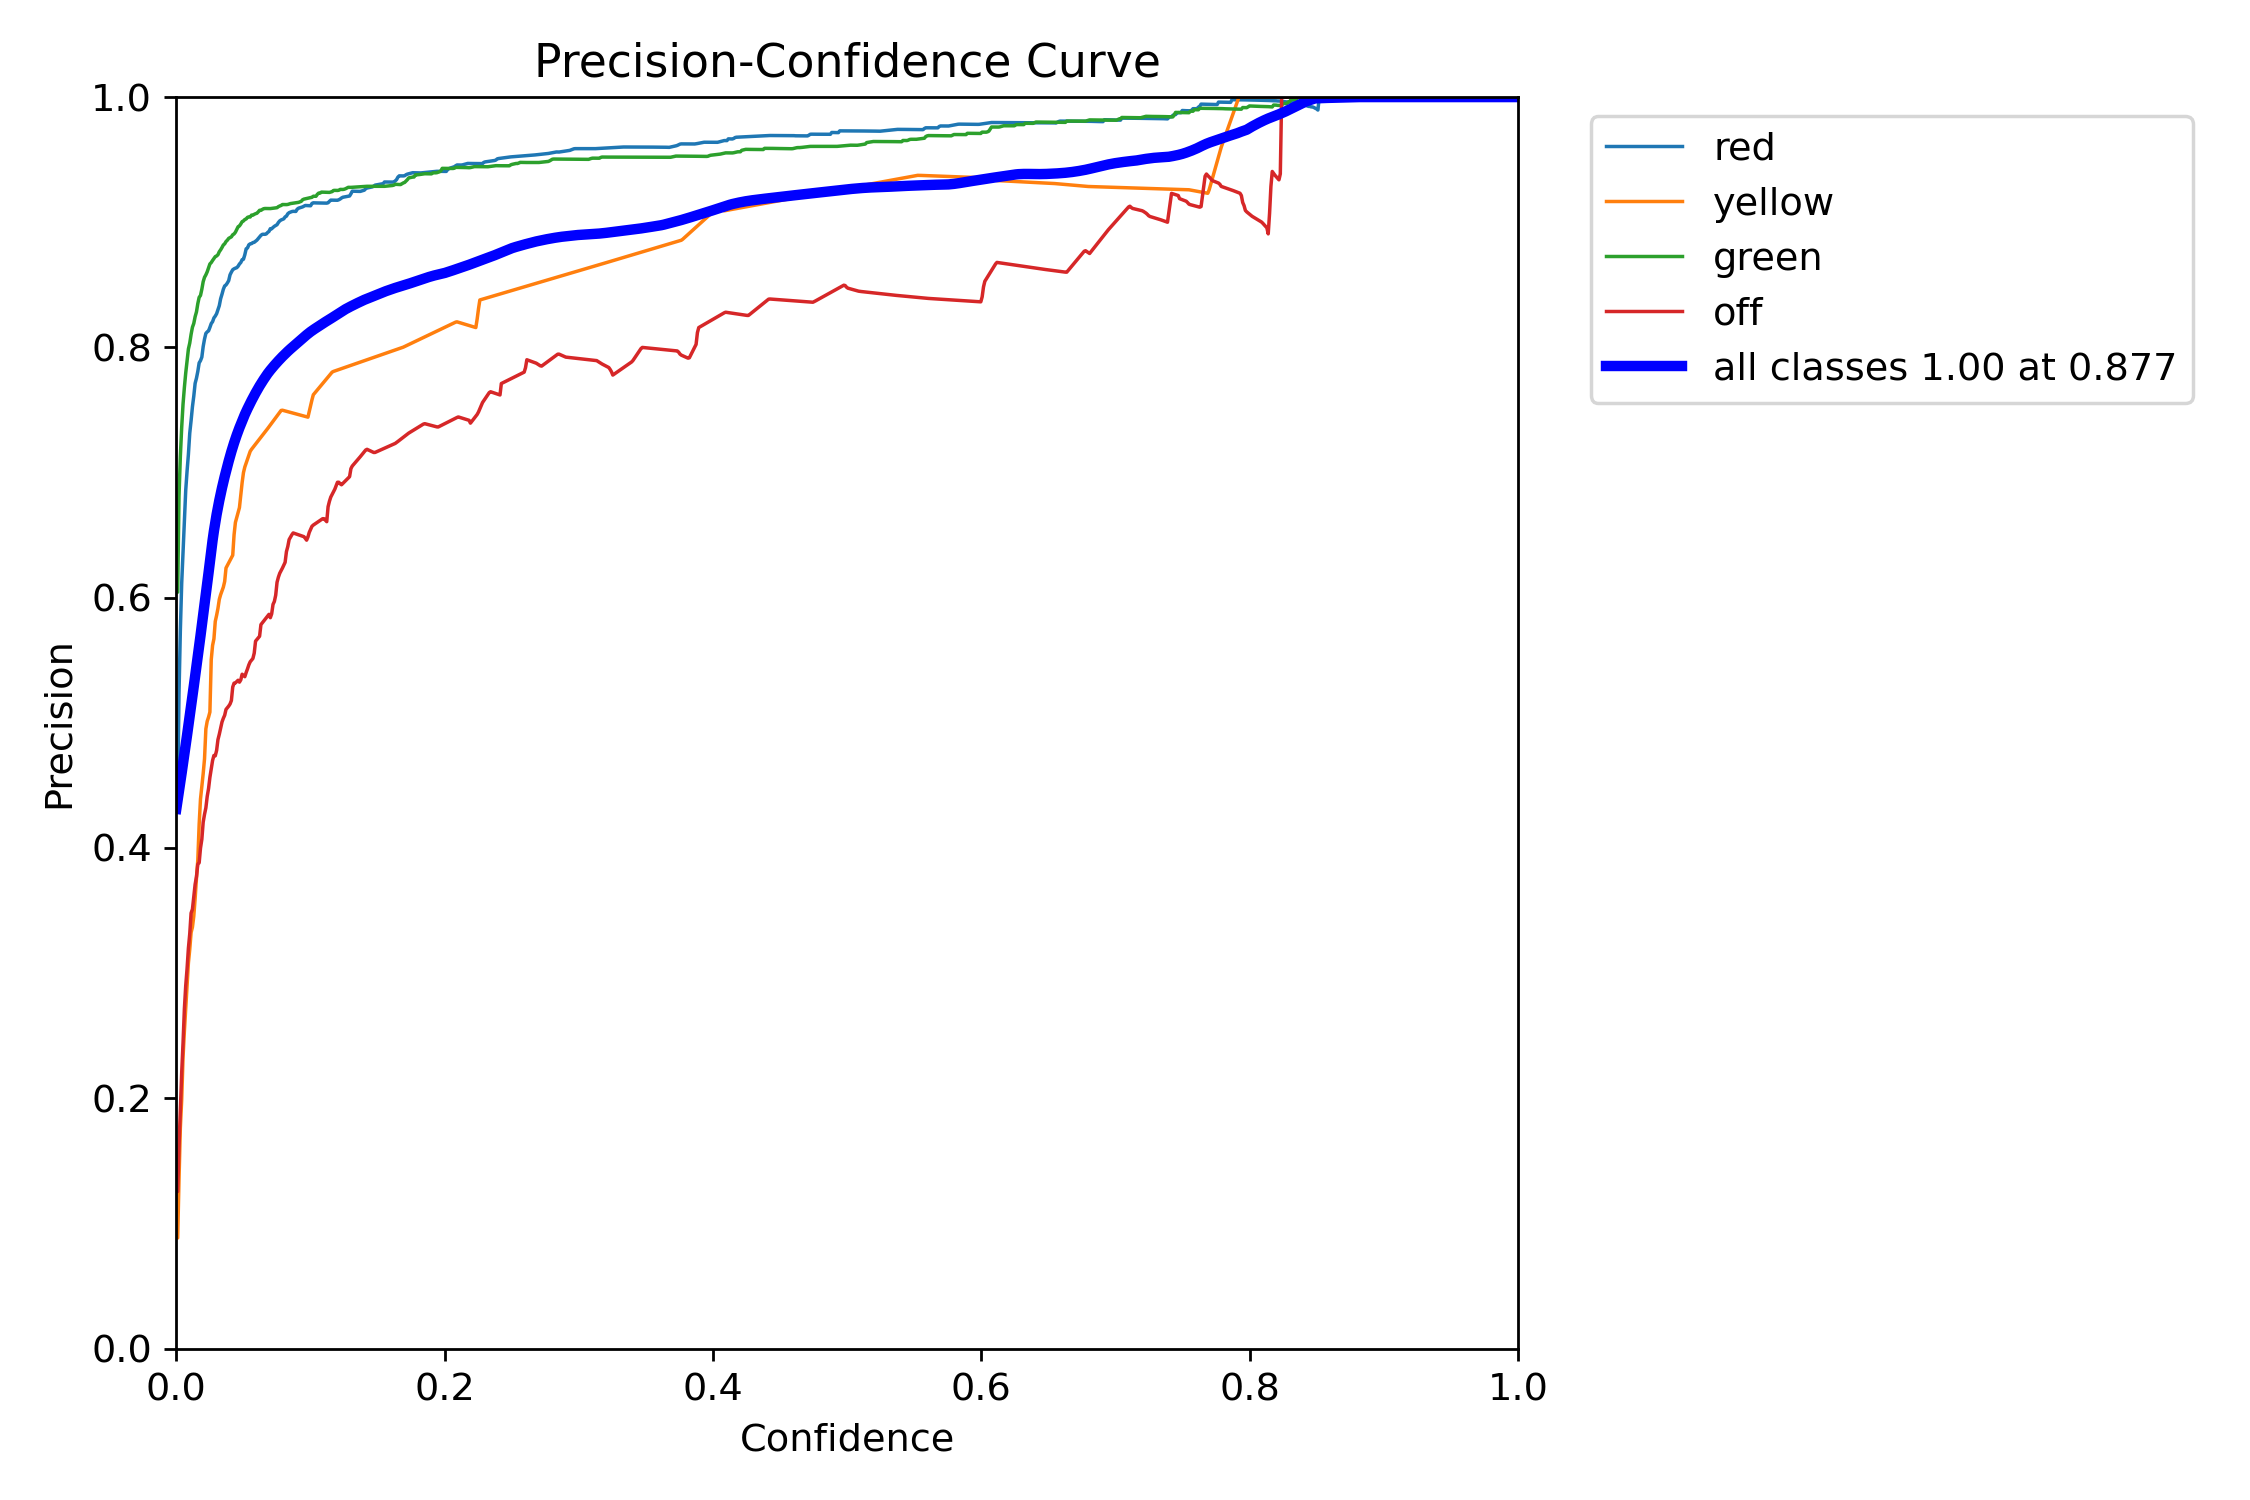 Precision-Confidence Curve
1.0
0.8
0.6
0.4
0.2
0.0
Precision
0.0 0.2 0.4 0.6 0.8 1.0
Confidence
red
yellow
green
off
all classes 1.00 at 0.877